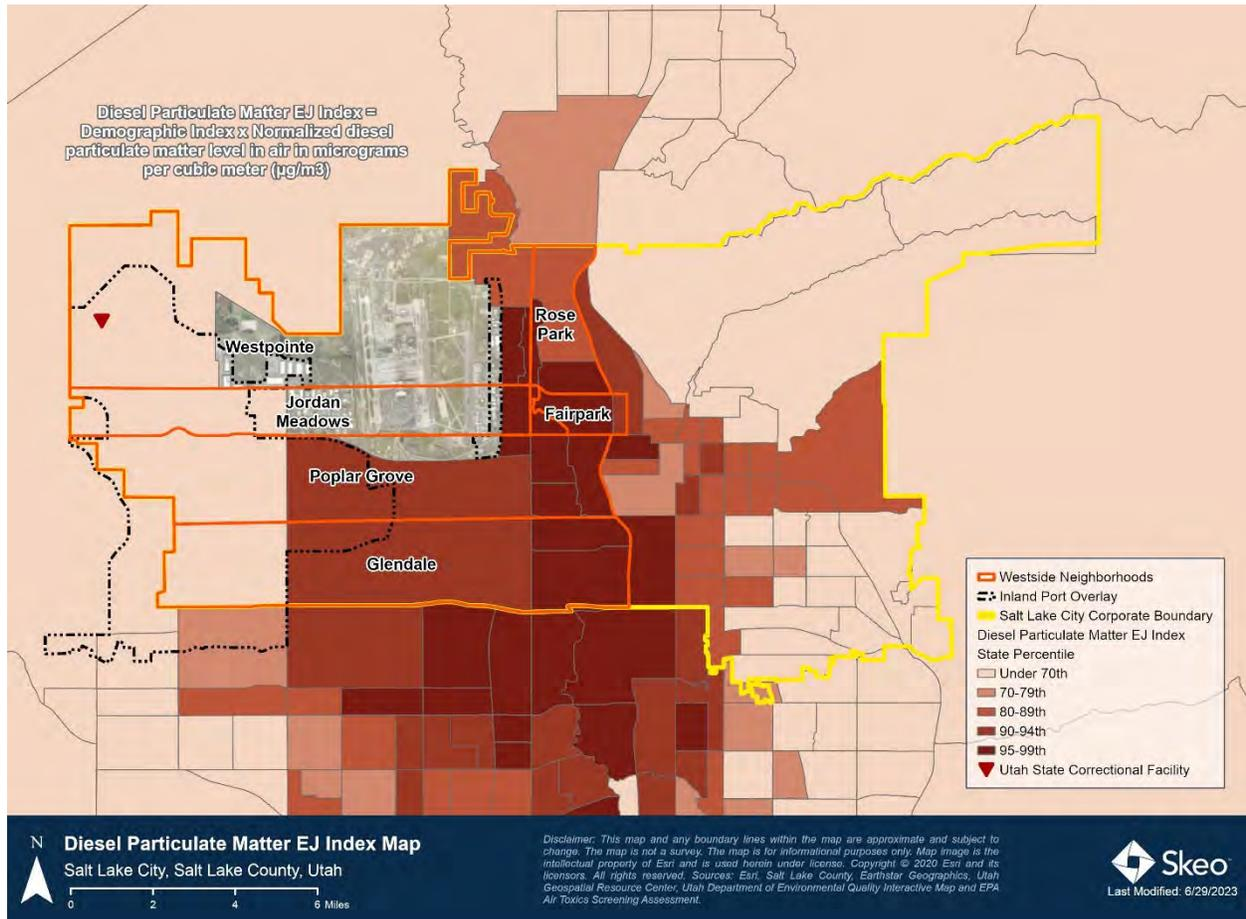 Diesel Particulate Matter EJ Index =
Demographic Index x Normalized diesel
particulate matter level in air in micrograms
per cubic meter (µg/m3)
Rose
Park
Westpointe
Jordan
Meadows
Fairpark
Poplar Grove
Glendale
Westside Neighborhoods
Inland Port Overlay
Salt Lake City Corporate Boundary
Diesel Particulate Matter EJ Index
State Percentile
Under 70th
70-79th
80-89th
90-94th
95-99th
Utah State Correctional Facility
N
Diesel Particulate Matter EJ Index Map
Salt Lake City, Salt Lake County, Utah
0 2 4 6 Miles
Disclaimer: This map and any boundary lines within the map are approximate and subject to
change. The map is not a survey. The map is for informational purposes only. Map image is the
intellectual property of Esri and is used herein under license. Copyright © 2020 Esri and its
licensors. All rights reserved. Sources: Esri, Salt Lake County, Earthstar Geographics, Utah
Geospatial Resource Center, Utah Department of Environmental Quality Interactive Map and EPA
Air Toxics Screening Assessment.
Skeo
Last Modified: 6/29/2023